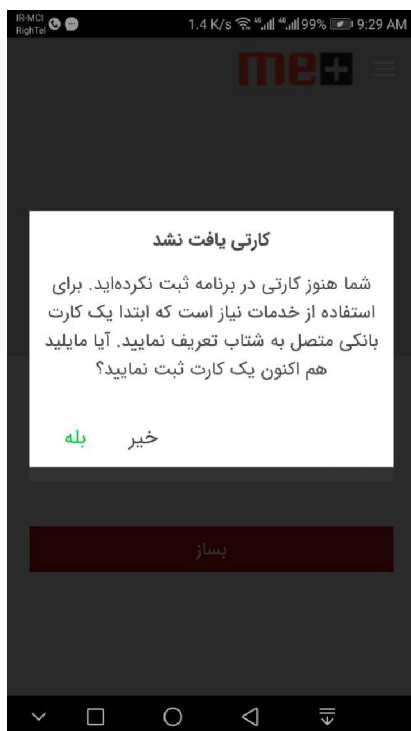 IR-MCI
RighTel
1.4 K/s 46 46 99% 9:29 AM
me+
کارتی یافت نشد
شما هنوز کارتی در برنامه ثبت نکرده‌اید. برای
استفاده از خدمات نیاز است که ابتدا یک کارت
بانکی متصل به شتاب تعریف نمایید. آیا مایلید
هم اکنون یک کارت ثبت نمایید؟
خیر
بله
بساز